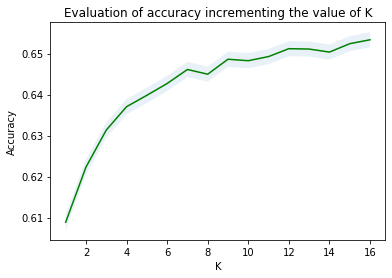 Evaluation of accuracy incrementing the value of K
0.65
0.64
0.63
0.62
0.61
Accuracy
2 4 6 8 10 12 14 16
K